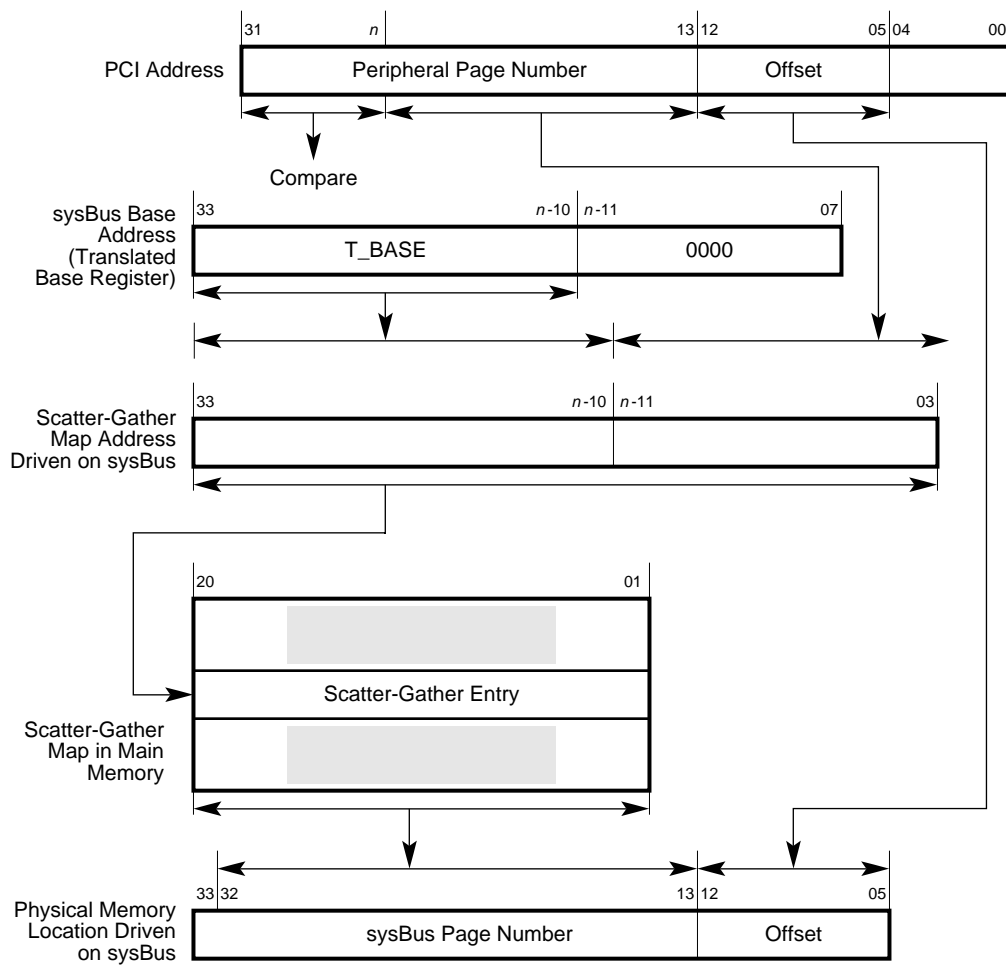 31 n 13 12 05 04 00
PCI Address
Peripheral Page Number
Offset
Compare
sysBus Base
Address
(Translated
Base Register)
33 n-10 n-11 07
T_BASE
0000
33 n-10 n-11 03
Scatter-Gather
Map Address
Driven on sysBus
20 01
Scatter-Gather Entry
Scatter-Gather
Map in Main
Memory
33 32 13 12 05
Physical Memory
Location Driven
on sysBus
sysBus Page Number
Offset